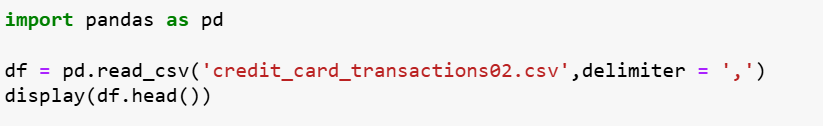 import pandas as pd
df = pd.read_csv('credit_card_transactions02.csv',delimiter = ',')
display(df.head())